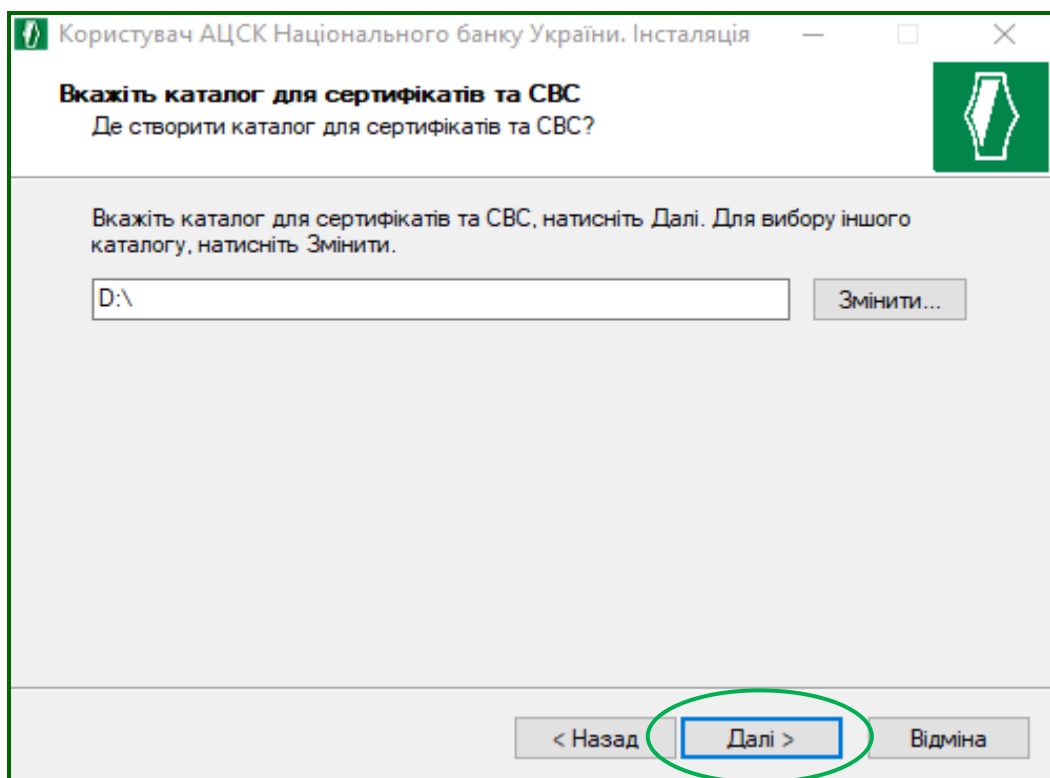 Користувач АЦСК Національного банку України. Інсталяція
Вкажіть каталог для сертифікатів та СВС
Де створити каталог для сертифікатів та СВС?
Вкажіть каталог для сертифікатів та СВС, натисніть Далі. Для вибору іншого
каталогу, натисніть Змінити.
D:\
Змінити...
< Назад
Далі >
Відміна